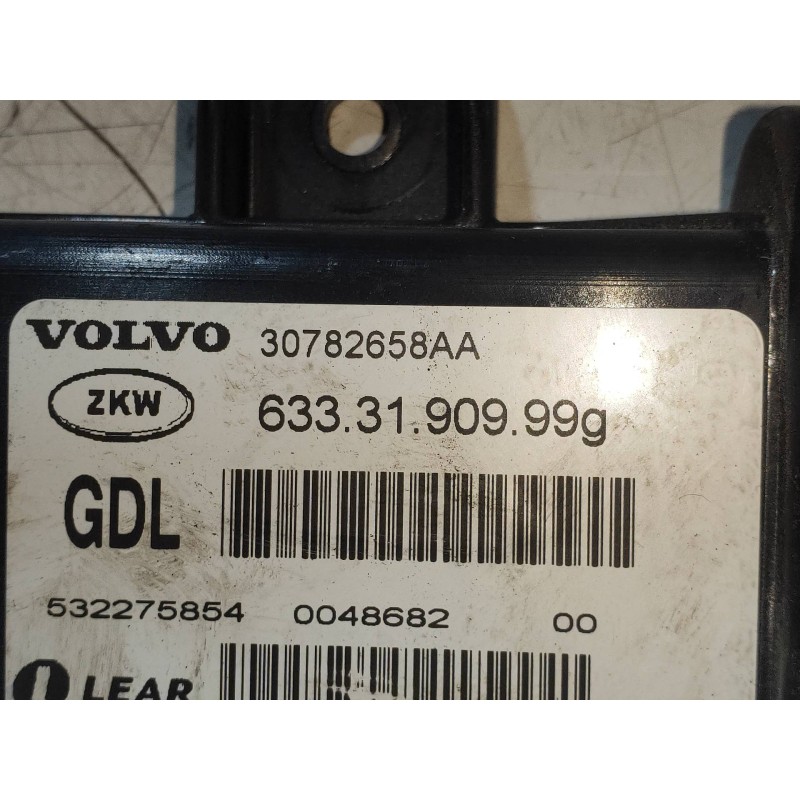 VOLVO 30782658AA
ZKW 633.31.909.99g
GDL
532275854 0048682 00
LEAR